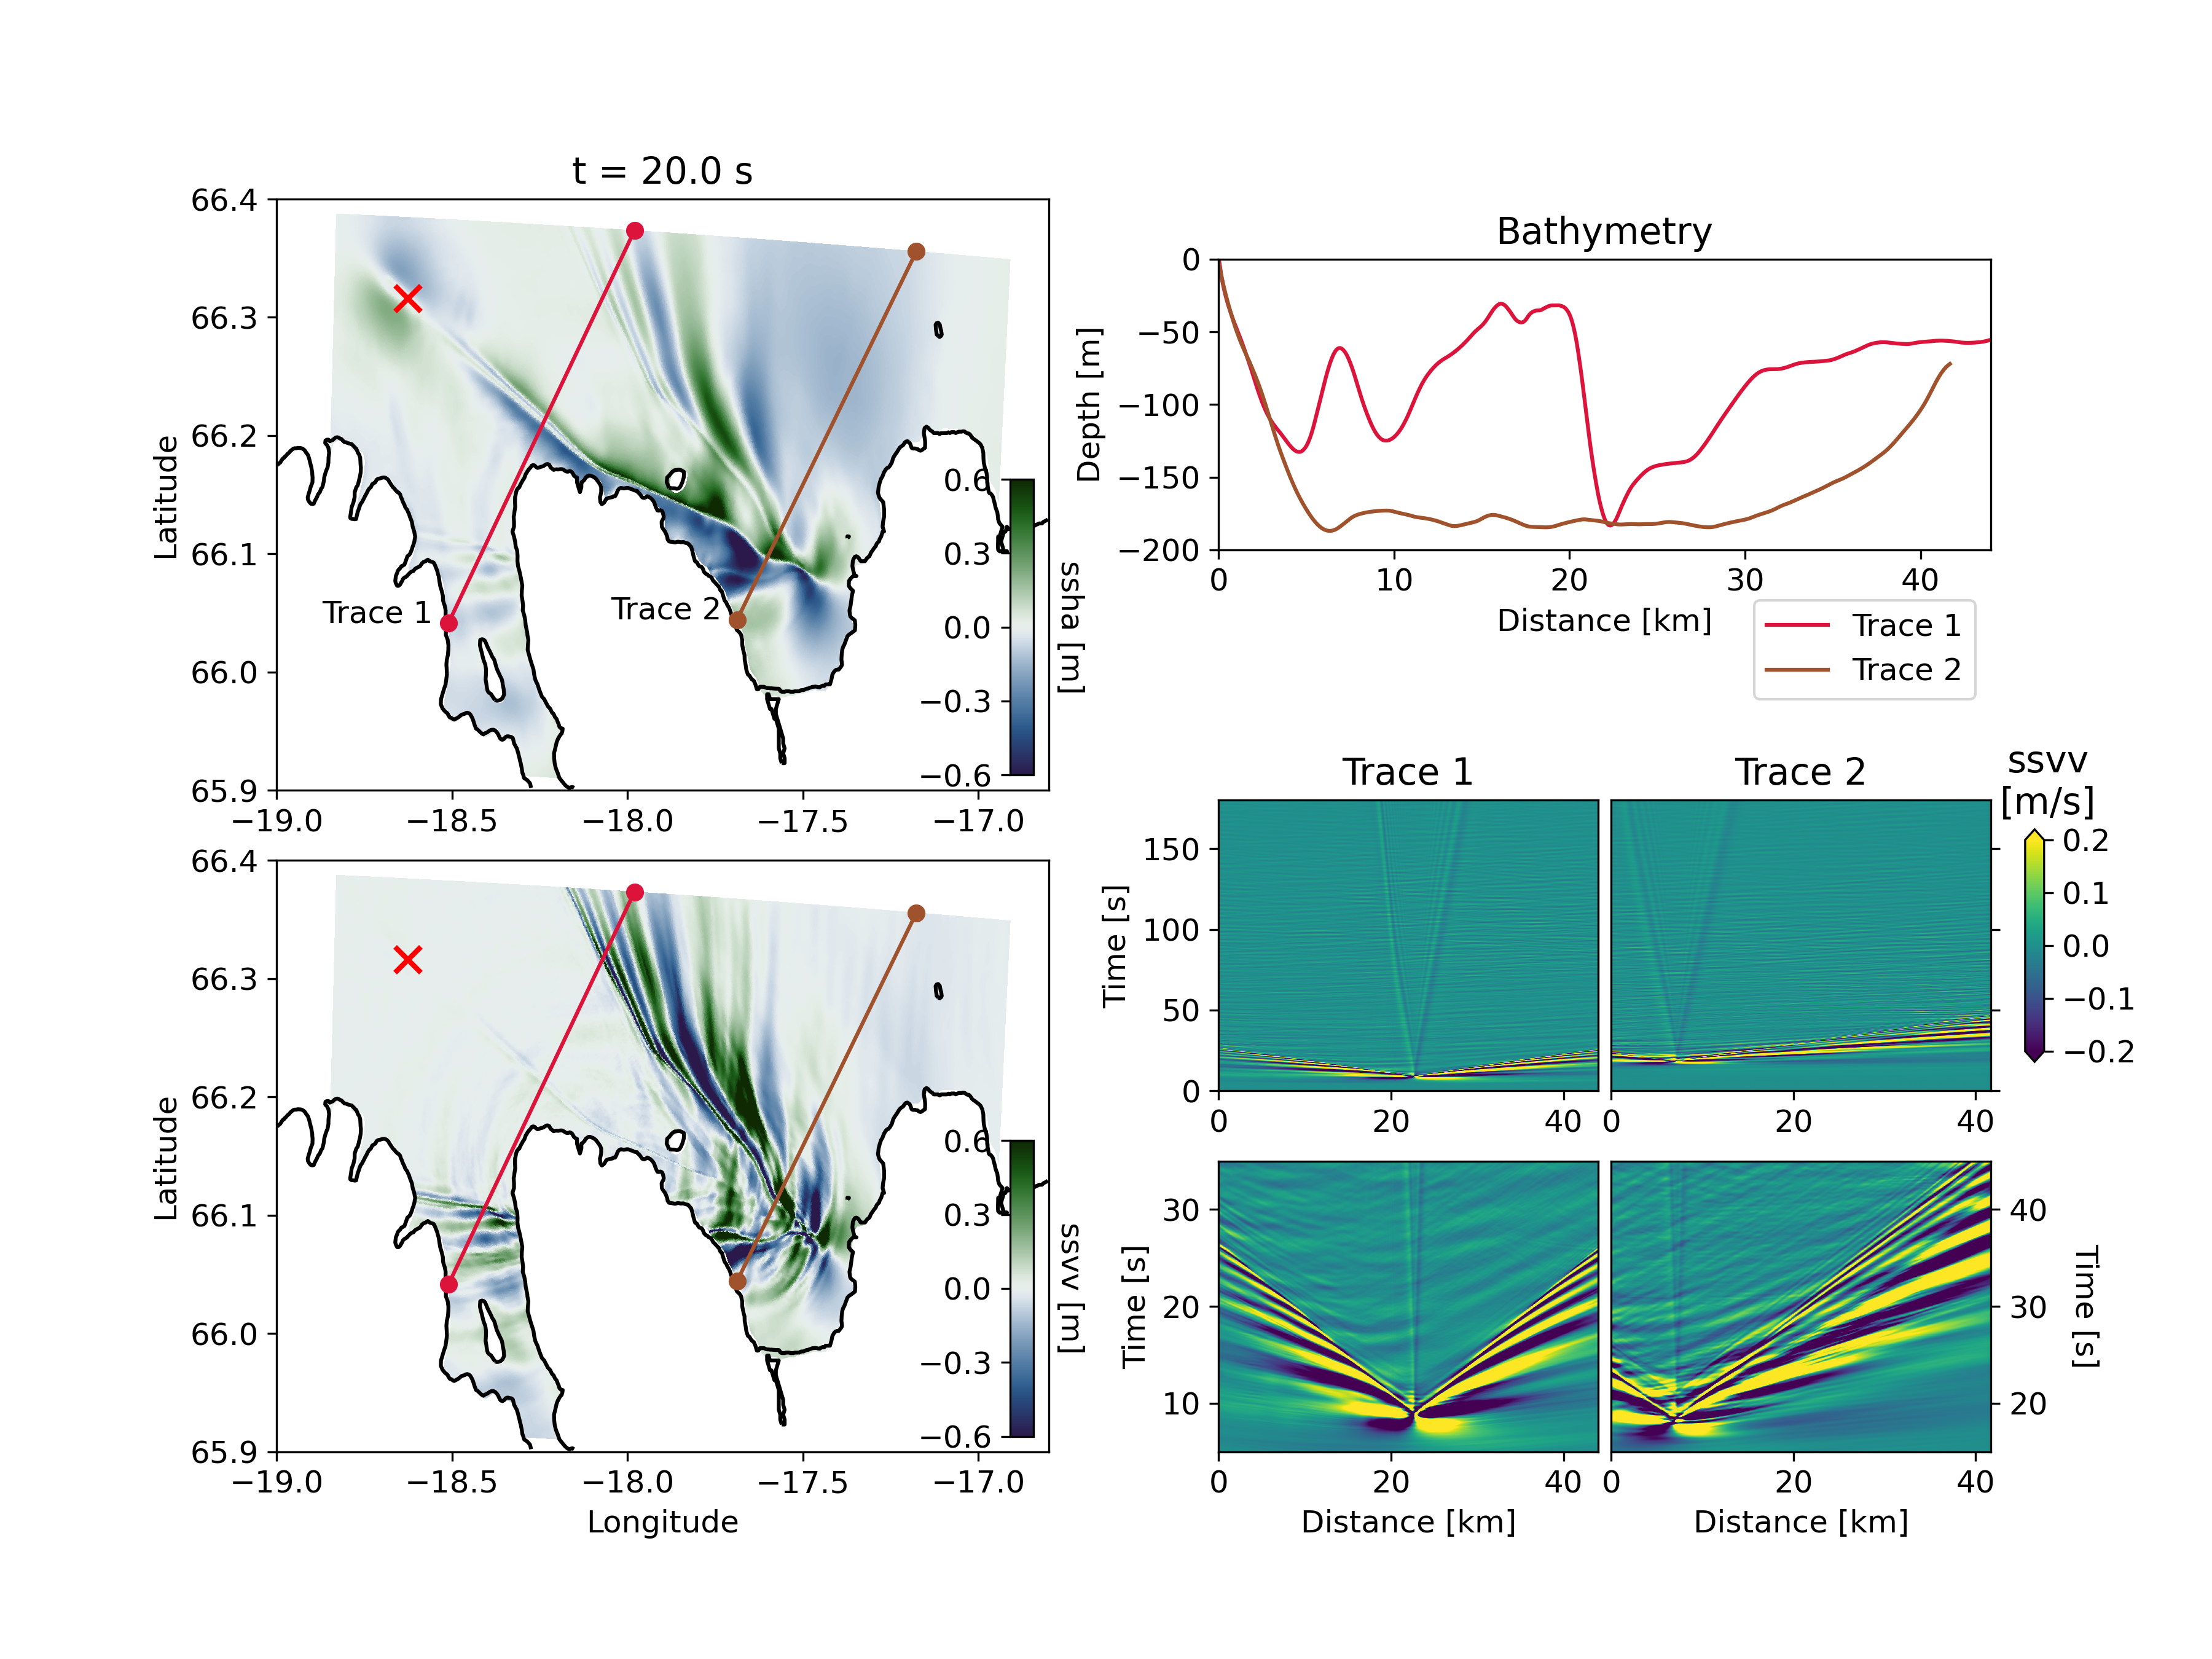 t = 20.0 s
66.4
66.3
66.2
66.1
66.0
65.9
Latitude
−19.0 −18.5 −18.0 −17.5 −17.0
Trace 1
Trace 2
0.6
0.3
0.0
−0.3
−0.6
ssha [m]
66.4
66.3
66.2
66.1
66.0
65.9
Latitude
−19.0 −18.5 −18.0 −17.5 −17.0
Longitude
0.6
0.3
0.0
−0.3
−0.6
ssvv [m]
Bathymetry
0
−50
−100
−150
−200
Depth [m]
0 10 20 30 40
Distance [km]
Trace 1
Trace 2
Trace 1
Trace 2
ssvv
[m/s]
150
100
50
0
Time [s]
0 20 40
0 20 40
0.2
0.1
0.0
−0.1
−0.2
30
20
10
Time [s]
40
30
20
Time [s]
0 20 40
0 20 40
Distance [km]
Distance [km]